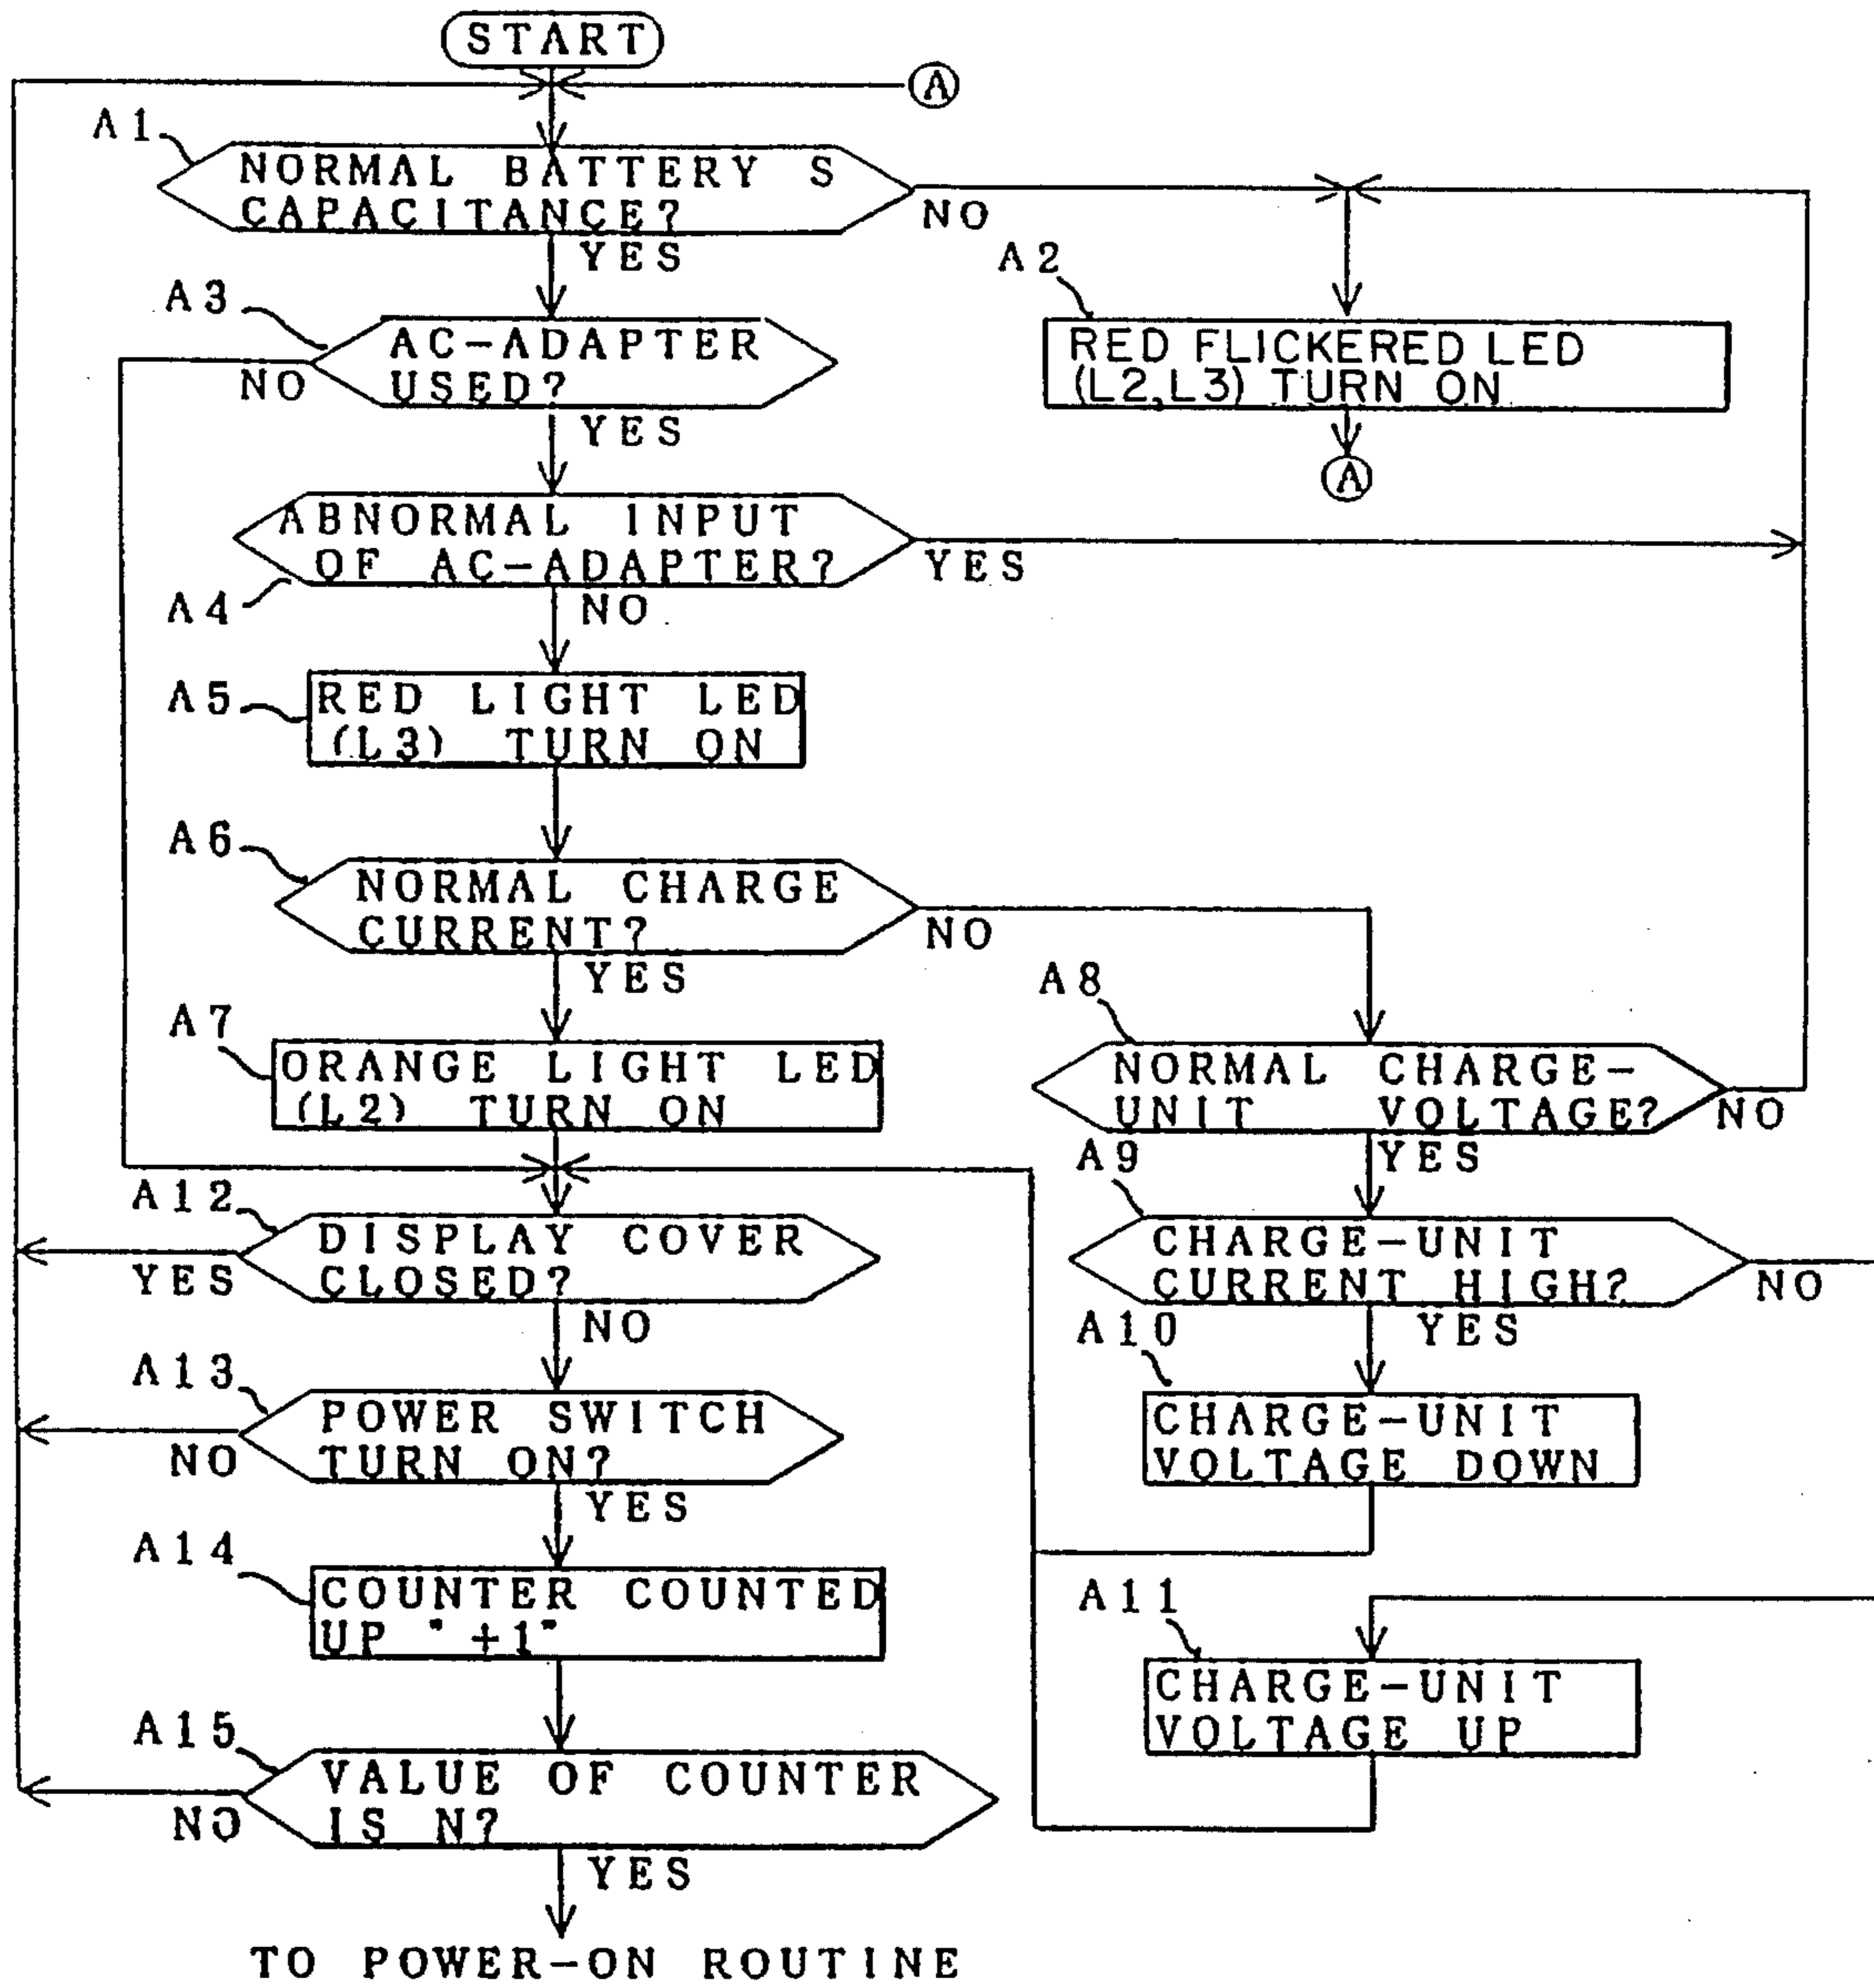 START
A
A1
NORMAL BATTERY S
CAPACITANCE?
NO
YES
A2
RED FLICKERED LED
(L2,L3) TURN ON
A
A3
AC-ADAPTER
USED?
NO
YES
ABNORMAL INPUT
OF AC-ADAPTER?
YES
A4
NO
A5
RED LIGHT LED
(L3) TURN ON
A6
NORMAL CHARGE
CURRENT?
NO
YES
A7
ORANGE LIGHT LED
(L2) TURN ON
A8
NORMAL CHARGE-
UNIT VOLTAGE?
NO
YES
A9
CHARGE-UNIT
CURRENT HIGH?
NO
YES
A10
CHARGE-UNIT
VOLTAGE DOWN
A11
CHARGE-UNIT
VOLTAGE UP
A12
DISPLAY COVER
CLOSED?
YES
NO
A13
POWER SWITCH
TURN ON?
NO
YES
A14
COUNTER COUNTED
UP "+1"
A15
VALUE OF COUNTER
IS N?
NO
YES
TO POWER-ON ROUTINE